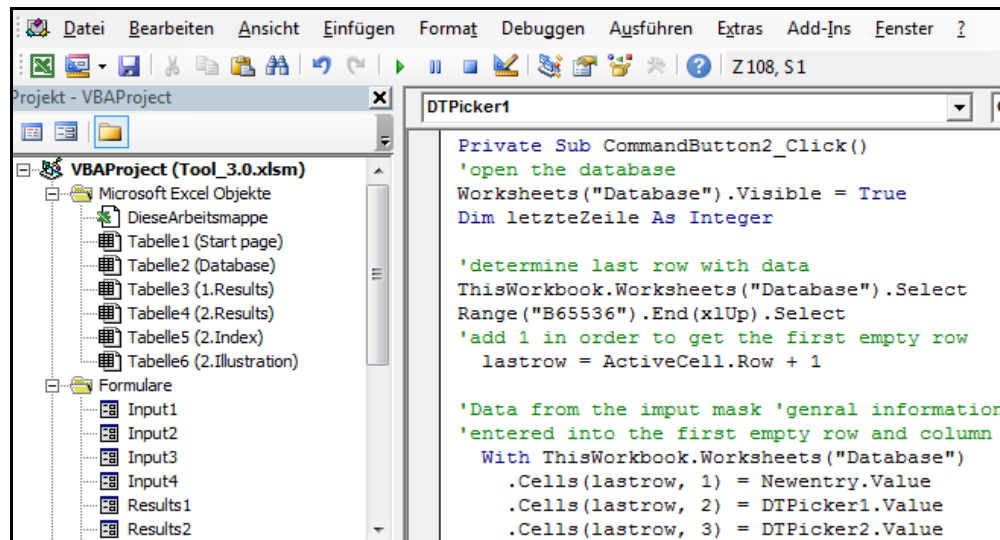 Datei Bearbeiten Ansicht Einfügen Format Debuggen Ausführen Extras Add-Ins Fenster ?
Z 108, S 1
Projekt - VBAProject
VBAProject (Tool_3.0.xlsm)
Microsoft Excel Objekte
DieseArbeitsmappe
Tabelle1 (Start page)
Tabelle2 (Database)
Tabelle3 (1.Results)
Tabelle4 (2.Results)
Tabelle5 (2.Index)
Tabelle6 (2.Illustration)
Formulare
Input1
Input2
Input3
Input4
Results1
Results2
DTPicker1
Private Sub CommandButton2_Click()
'open the database
Worksheets("Database").Visible = True
Dim letzteZeile As Integer
'determine last row with data
ThisWorkbook.Worksheets("Database").Select
Range("B65536").End(xlUp).Select
'add 1 in order to get the first empty row
lastrow = ActiveCell.Row + 1
'Data from the imput mask 'genral information
'entered into the first empty row and column
With ThisWorkbook.Worksheets("Database")
.Cells(lastrow, 1) = Newentry.Value
.Cells(lastrow, 2) = DTPicker1.Value
.Cells(lastrow, 3) = DTPicker2.Value